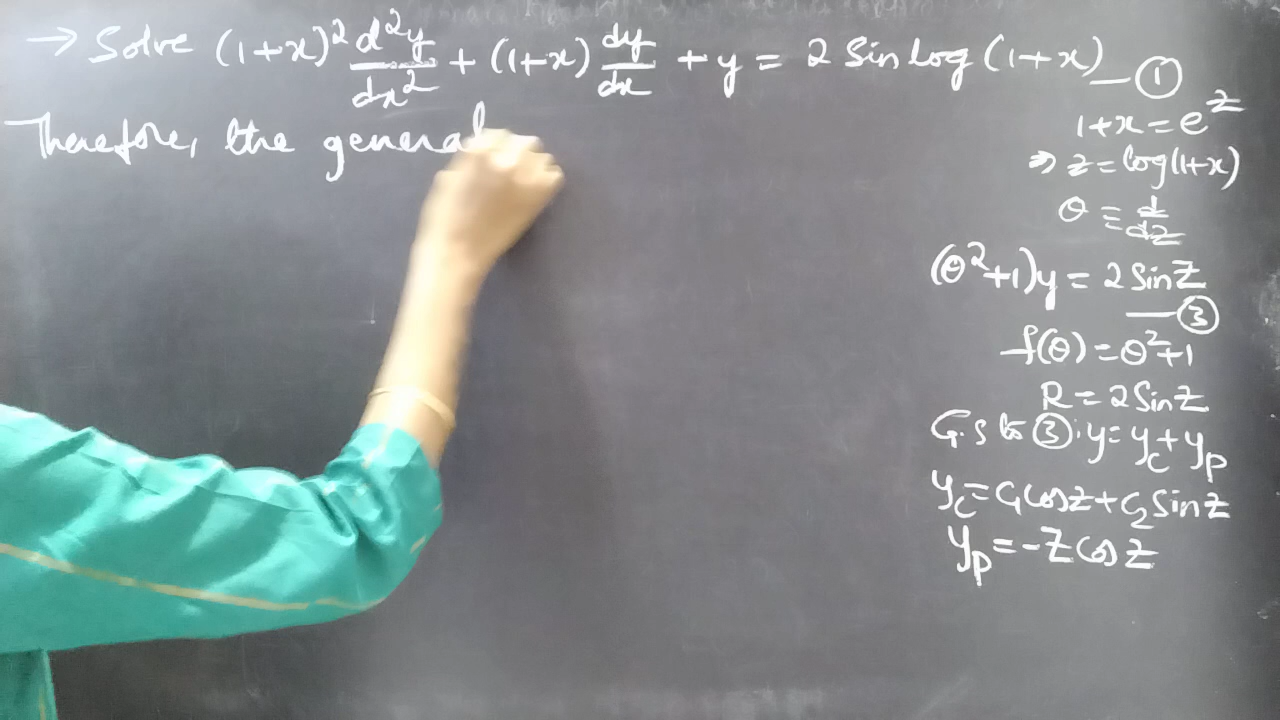 → Solve (1+x)² d²y/dx² + (1+x) dy/dx + y = 2 Sin log (1+x) — ①
Therefore, the general
1+x = e^z
⇒ z = log(1+x)
θ ≡ d/dz
(θ²+1)y = 2 Sin z
— ③
f(θ) = θ²+1
R = 2 Sin z
G.S to ③: y = y_c + y_p
y_c = C₁ Cos z + C₂ Sin z
y_p = -z Cos z